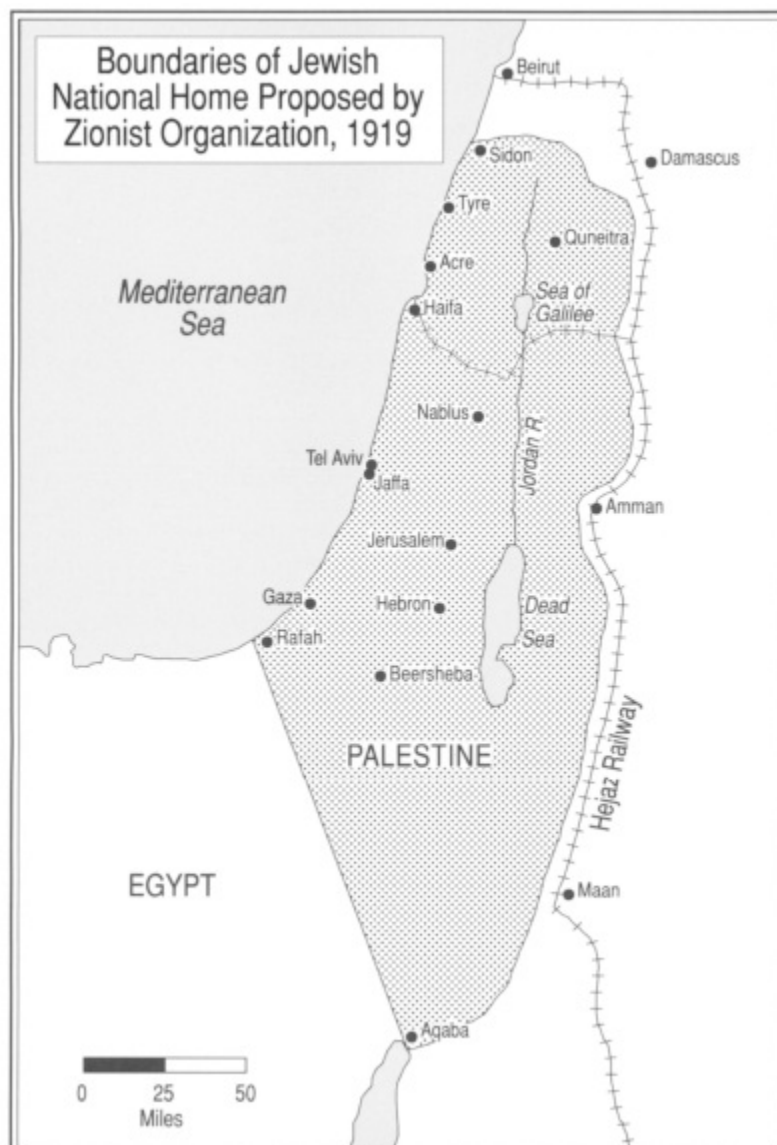 Boundaries of Jewish
National Home Proposed by
Zionist Organization, 1919
Beirut
Sidon
Damascus
Tyre
Quneitra
Acre
Mediterranean
Sea
Sea of
Galilee
Haifa
Nablus
Jordan R.
Tel Aviv
Jaffa
Amman
Jerusalem
Gaza
Hebron
Dead
Sea
Rafah
Beersheba
PALESTINE
Hejaz Railway
EGYPT
Maan
Aqaba
0 25 50
Miles